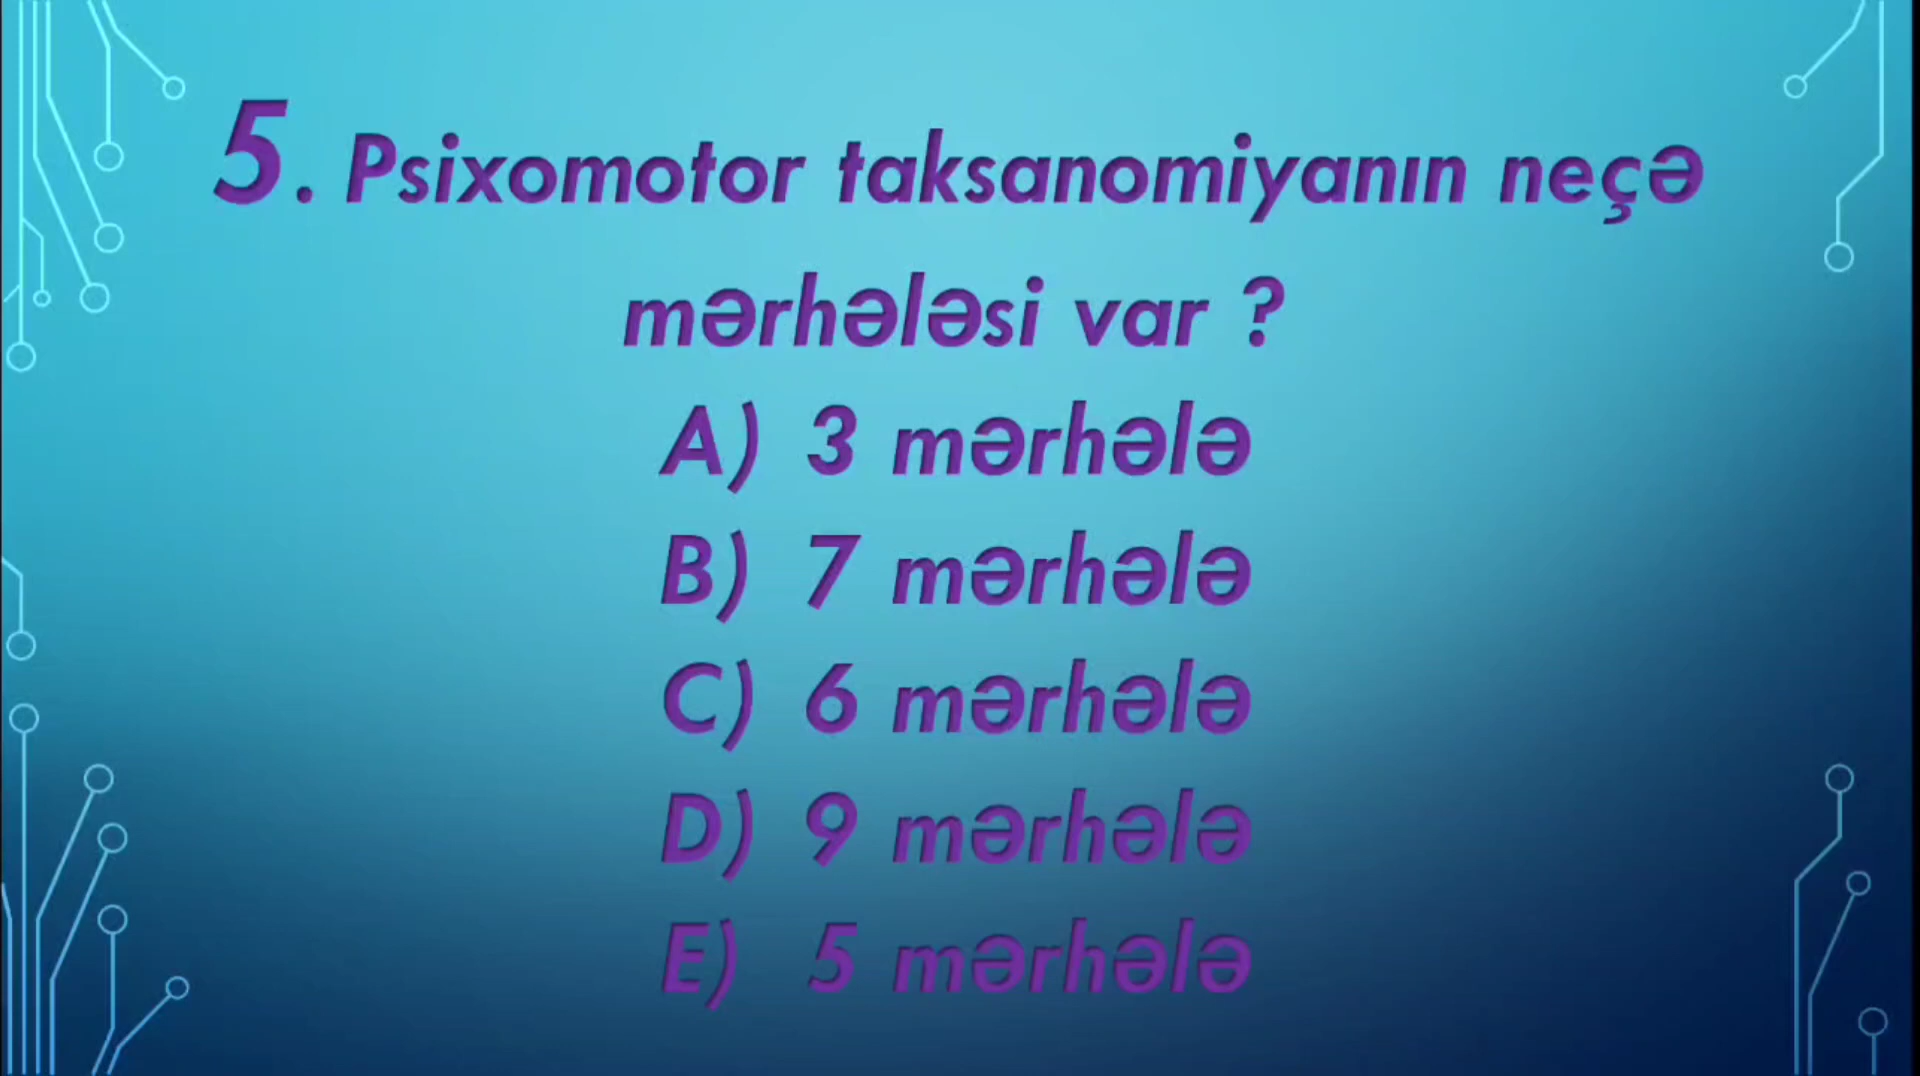 5. Psixomotor taksanomiyanın neçə
mərhələsi var ?
A) 3 mərhələ
B) 7 mərhələ
C) 6 mərhələ
D) 9 mərhələ
E) 5 mərhələ